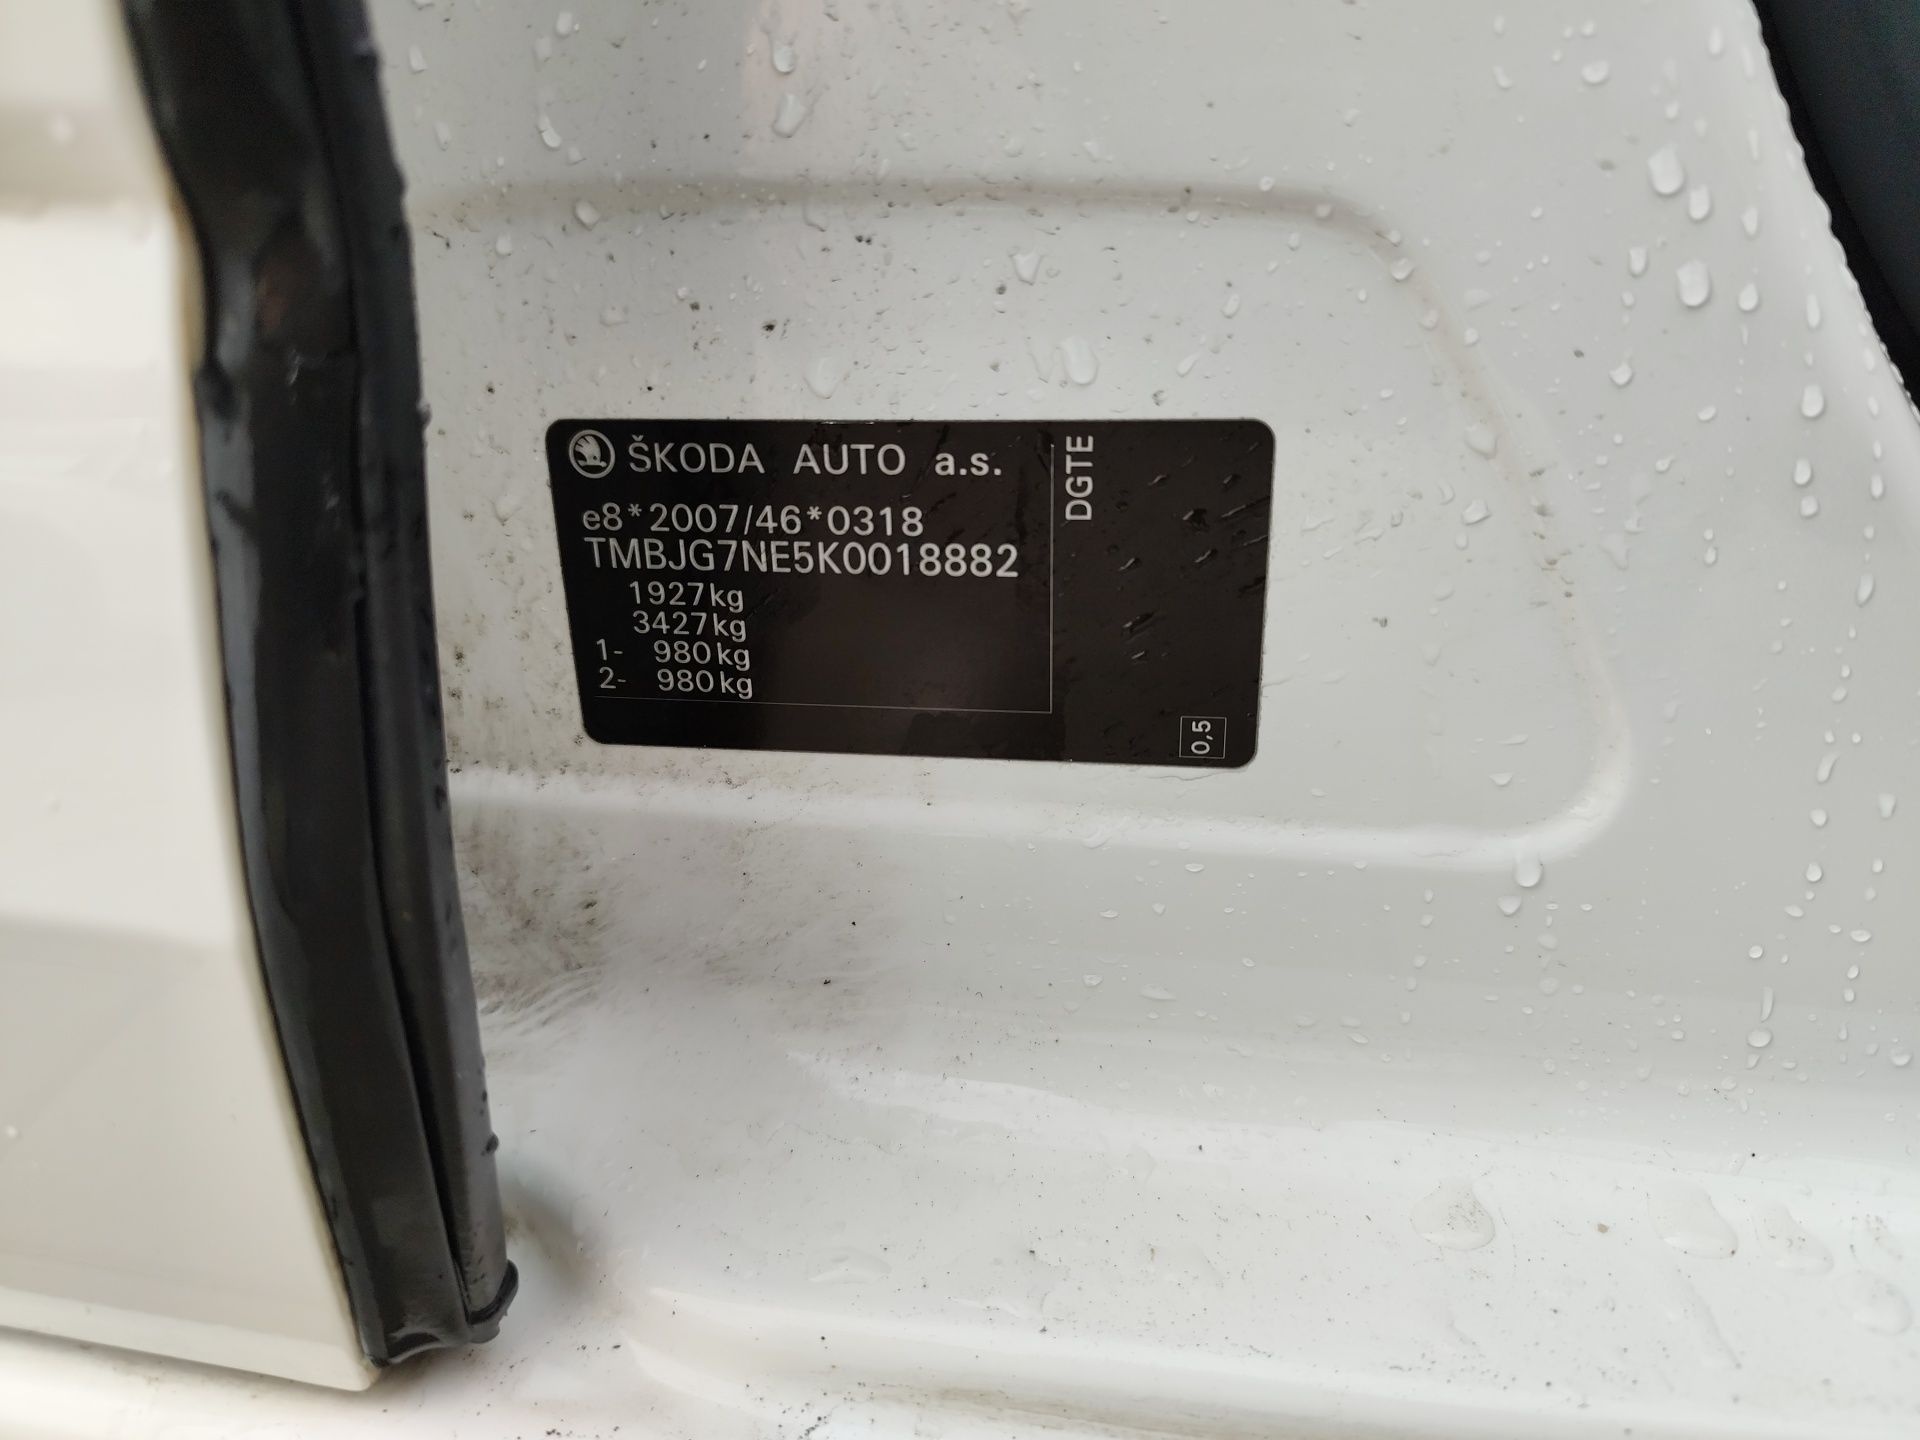 ŠKODA AUTO a.s.
e8*2007/46*0318
TMBJG7NE5K0018882
1927kg
3427kg
1- 980kg
2- 980kg
DGTE
0,5